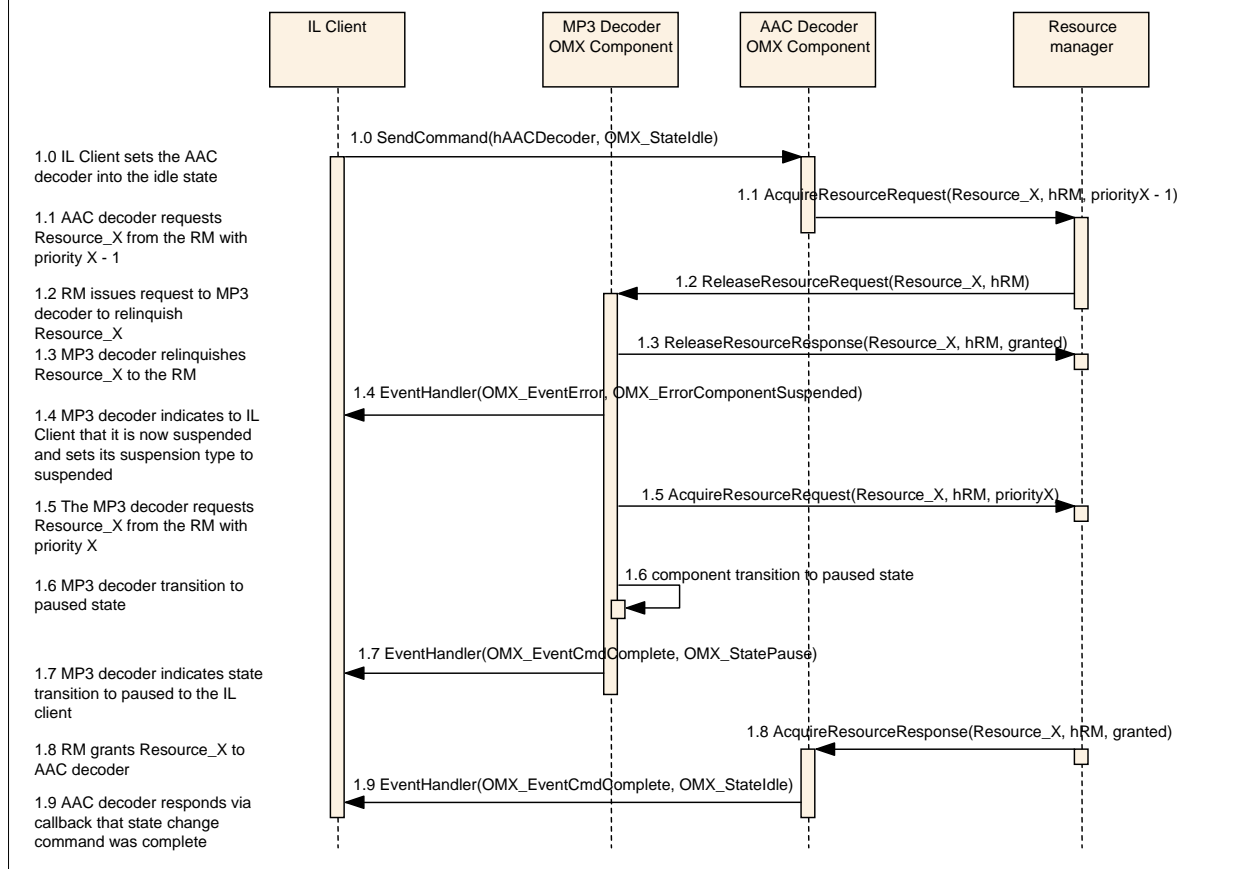 IL Client
MP3 Decoder
OMX Component
AAC Decoder
OMX Component
Resource
manager
1.0 SendCommand(hAACDecoder, OMX_StateIdle)
1.0 IL Client sets the AAC
decoder into the idle state
1.1 AcquireResourceRequest(Resource_X, hRM, priorityX - 1)
1.1 AAC decoder requests
Resource_X from the RM with
priority X - 1
1.2 ReleaseResourceRequest(Resource_X, hRM)
1.2 RM issues request to MP3
decoder to relinquish
Resource_X
1.3 ReleaseResourceResponse(Resource_X, hRM, granted)
1.3 MP3 decoder relinquishes
Resource_X to the RM
1.4 EventHandler(OMX_EventError, OMX_ErrorComponentSuspended)
1.4 MP3 decoder indicates to IL
Client that it is now suspended
and sets its suspension type to
suspended
1.5 AcquireResourceRequest(Resource_X, hRM, priorityX)
1.5 The MP3 decoder requests
Resource_X from the RM with
priority X
1.6 component transition to paused state
1.6 MP3 decoder transition to
paused state
1.7 EventHandler(OMX_EventCmdComplete, OMX_StatePause)
1.7 MP3 decoder indicates state
transition to paused to the IL
client
1.8 AcquireResourceResponse(Resource_X, hRM, granted)
1.8 RM grants Resource_X to
AAC decoder
1.9 EventHandler(OMX_EventCmdComplete, OMX_StateIdle)
1.9 AAC decoder responds via
callback that state change
command was complete